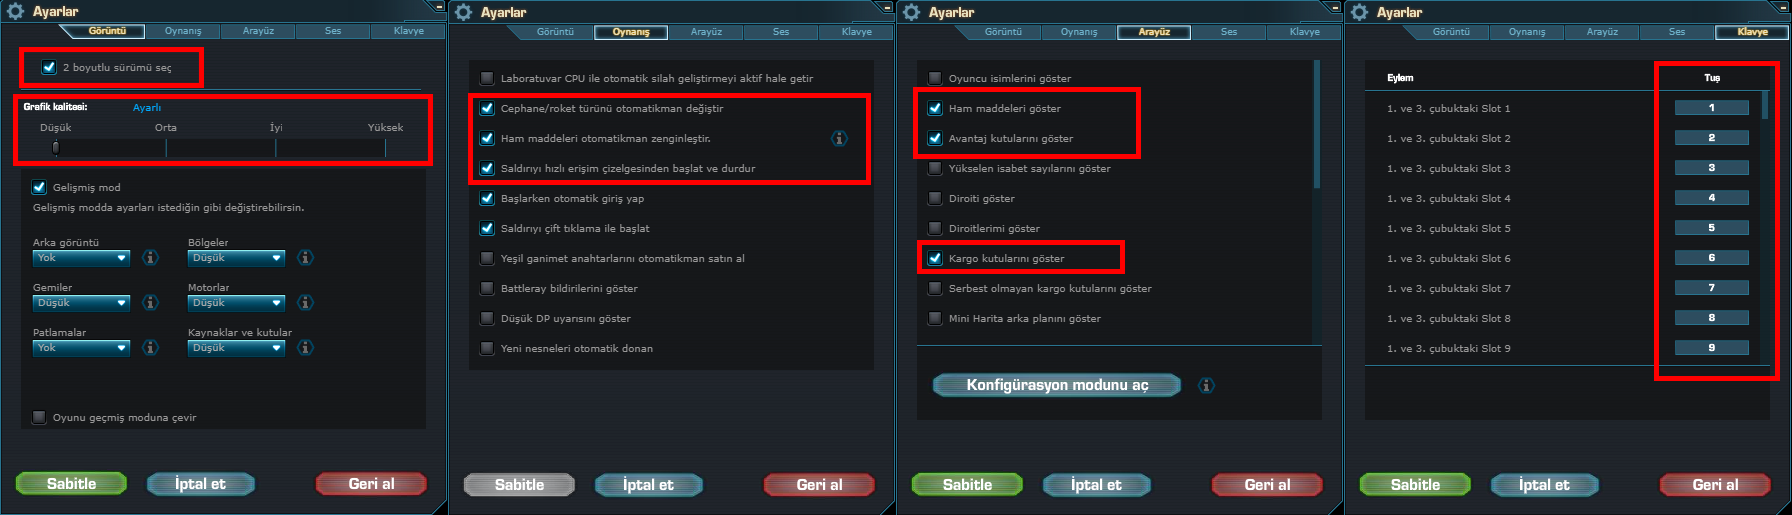 Ayarlar
Görüntü
Oynanış
Arayüz
Ses
Klavye
2 boyutlu sürümü seç
Grafik kalitesi:
Ayarlı
Düşük
Orta
İyi
Yüksek
Gelişmiş mod
Gelişmiş modda ayarları istediğin gibi değiştirebilirsin.
Arka görüntü
Bölgeler
Yok
Düşük
Gemiler
Motorlar
Düşük
Düşük
Patlamalar
Kaynaklar ve kutular
Yok
Düşük
Oyunu geçmiş moduna çevir
Sabitle
İptal et
Geri al
Ayarlar
Görüntü
Oynanış
Arayüz
Ses
Klavye
Laboratuvar CPU ile otomatik silah geliştirmeyi aktif hale getir
Cephane/roket türünü otomatikman değiştir
Ham maddeleri otomatikman zenginleştir.
Saldırıyı hızlı erişim çizelgesinden başlat ve durdur
Başlarken otomatik giriş yap
Saldırıyı çift tıklama ile başlat
Yeşil ganimet anahtarlarını otomatikman satın al
Battleray bildirilerini göster
Düşük DP uyarısını göster
Yeni nesneleri otomatik donan
Sabitle
İptal et
Geri al
Ayarlar
Görüntü
Oynanış
Arayüz
Ses
Klavye
Oyuncu isimlerini göster
Ham maddeleri göster
Avantaj kutularını göster
Yükselen isabet sayılarını göster
Diroiti göster
Diroitlerimi göster
Kargo kutularını göster
Serbest olmayan kargo kutularını göster
Mini Harita arka planını göster
Konfigürasyon modunu aç
Sabitle
İptal et
Geri al
Ayarlar
Görüntü
Oynanış
Arayüz
Ses
Klavye
Eylem
Tuş
1. ve 3. çubuktaki Slot 1
1
1. ve 3. çubuktaki Slot 2
2
1. ve 3. çubuktaki Slot 3
3
1. ve 3. çubuktaki Slot 4
4
1. ve 3. çubuktaki Slot 5
5
1. ve 3. çubuktaki Slot 6
6
1. ve 3. çubuktaki Slot 7
7
1. ve 3. çubuktaki Slot 8
8
1. ve 3. çubuktaki Slot 9
9
Sabitle
İptal et
Geri al